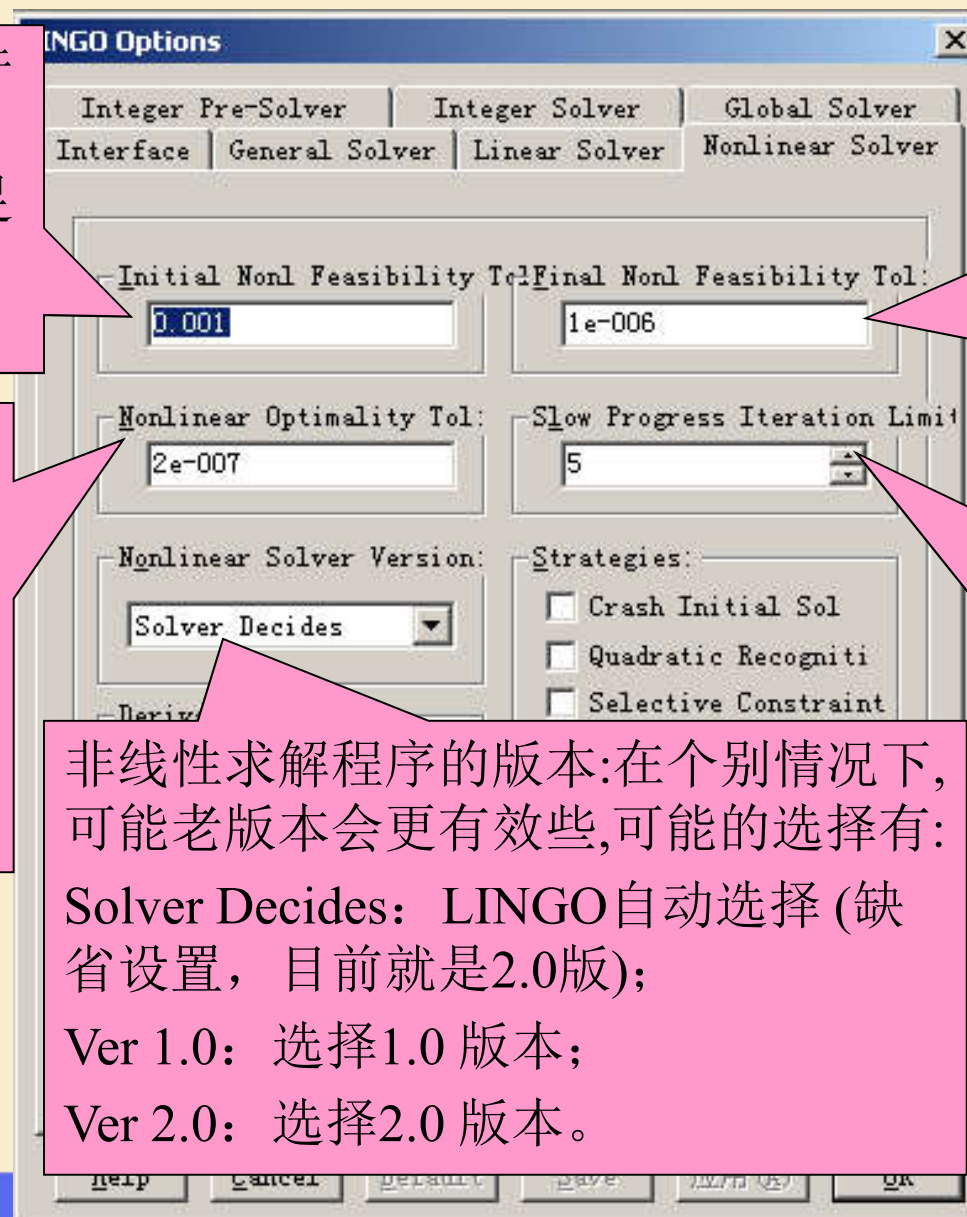 INGO Options
Integer Pre-Solver Integer Solver Global Solver
Interface General Solver Linear Solver Nonlinear Solver
足
Initial Nonl Feasibility Tol Final Nonl Feasibility Tol:
0.001 1e-006
Nonlinear Optimality Tol: Slow Progress Iteration Limit
2e-007 5
Nonlinear Solver Version: Strategies:
Solver Decides Crash Initial Sol
Quadratic Recogniti
Selective Constraint
Deriv
非线性求解程序的版本:在个别情况下,
可能老版本会更有效些,可能的选择有:
Solver Decides：LINGO自动选择 (缺
省设置，目前就是2.0版)；
Ver 1.0：选择1.0 版本；
Ver 2.0：选择2.0 版本。
Help Cancel Default Save 应用(A) OK